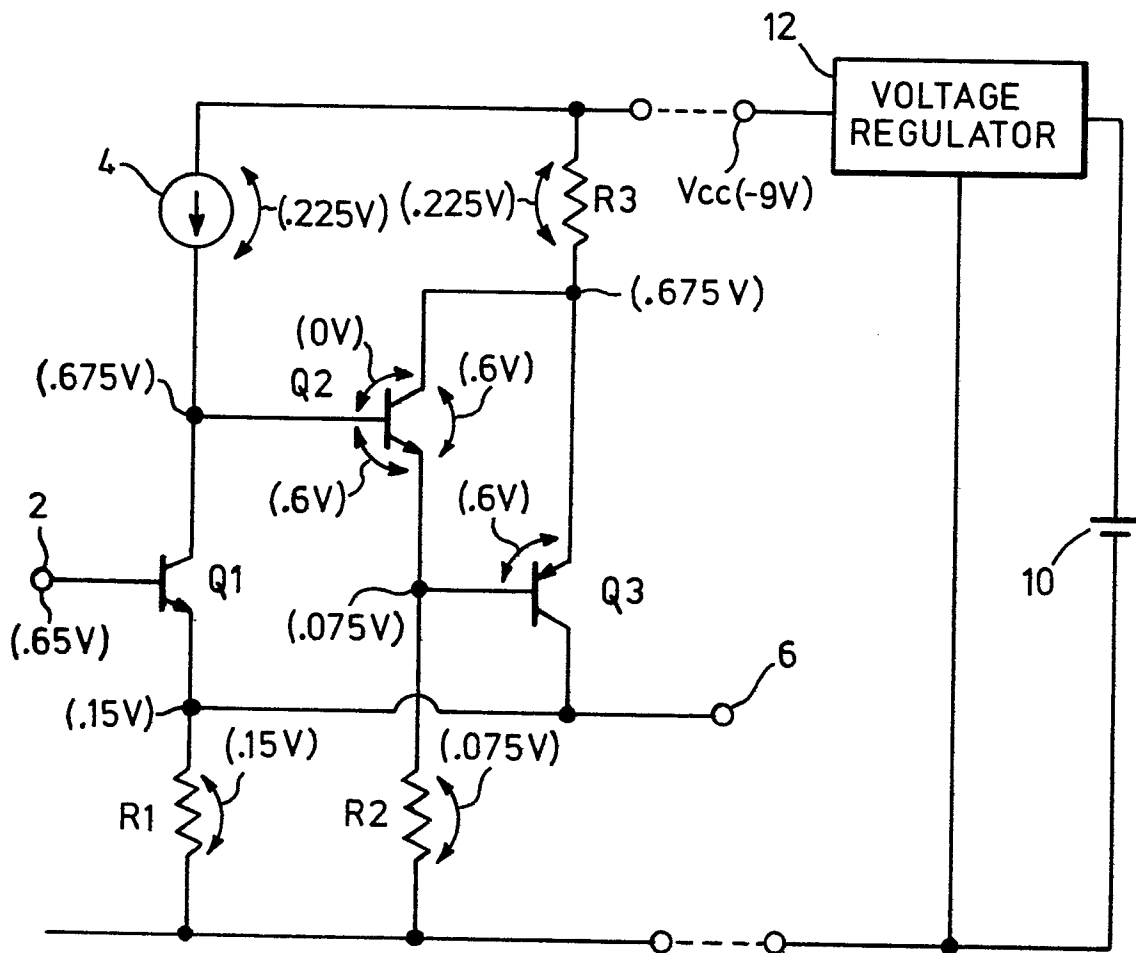 12
VOLTAGE
REGULATOR
4
(.225V)
(.225V)
R3
Vcc(-9V)
(.675V)
(0V)
Q2
(.6V)
(.675V)
(.6V)
(.6V)
2
Q1
Q3
10
(.65V)
(.075V)
6
(.15V)
(.15V)
(.075V)
R1
R2